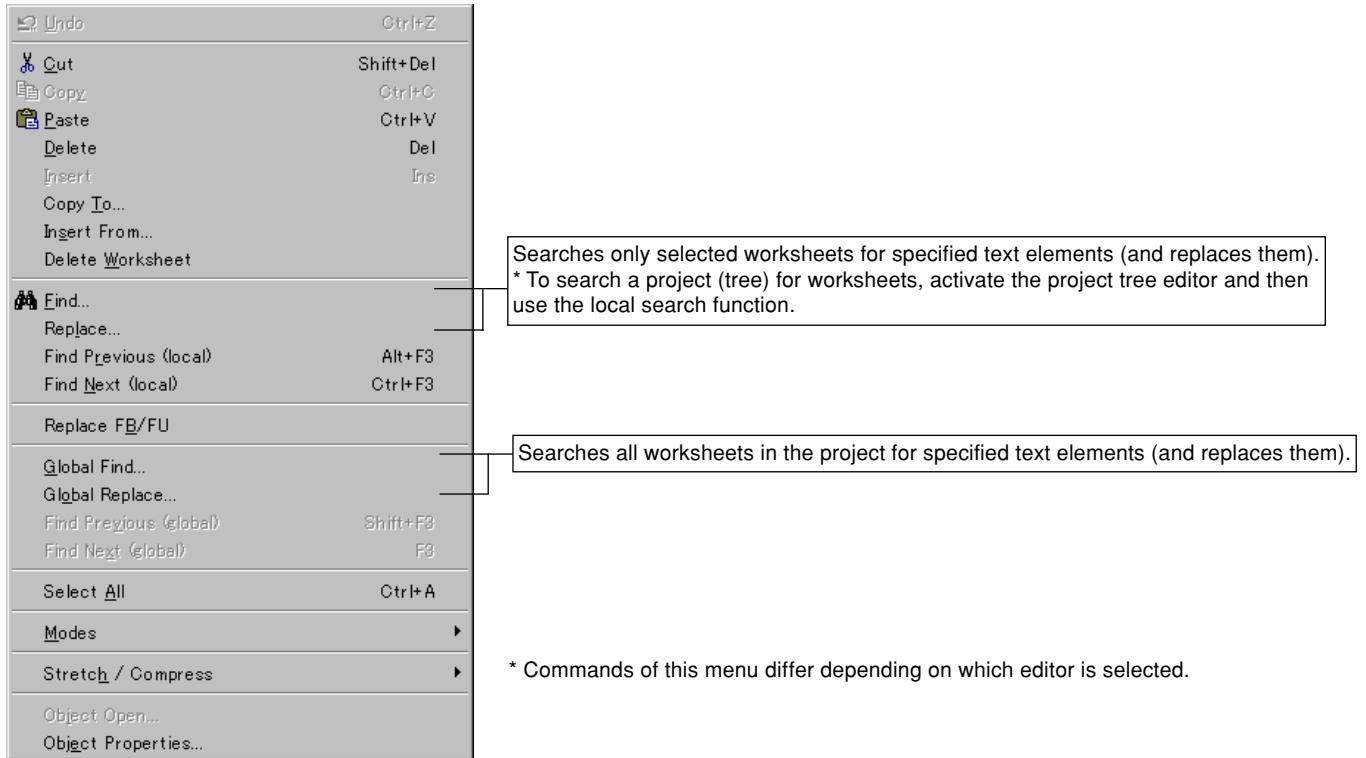 Undo Ctrl+Z
Cut Shift+Del
Copy Ctrl+C
Paste Ctrl+V
Delete Del
Insert Ins
Copy To...
Insert From...
Delete Worksheet
Find...
Replace...
Find Previous (local) Alt+F3
Find Next (local) Ctrl+F3
Replace FB/FU
Global Find...
Global Replace...
Find Previous (global) Shift+F3
Find Next (global) F3
Select All Ctrl+A
Modes
Stretch / Compress
Object Open...
Object Properties...
Searches only selected worksheets for specified text elements (and replaces them).
* To search a project (tree) for worksheets, activate the project tree editor and then
use the local search function.
Searches all worksheets in the project for specified text elements (and replaces them).
* Commands of this menu differ depending on which editor is selected.